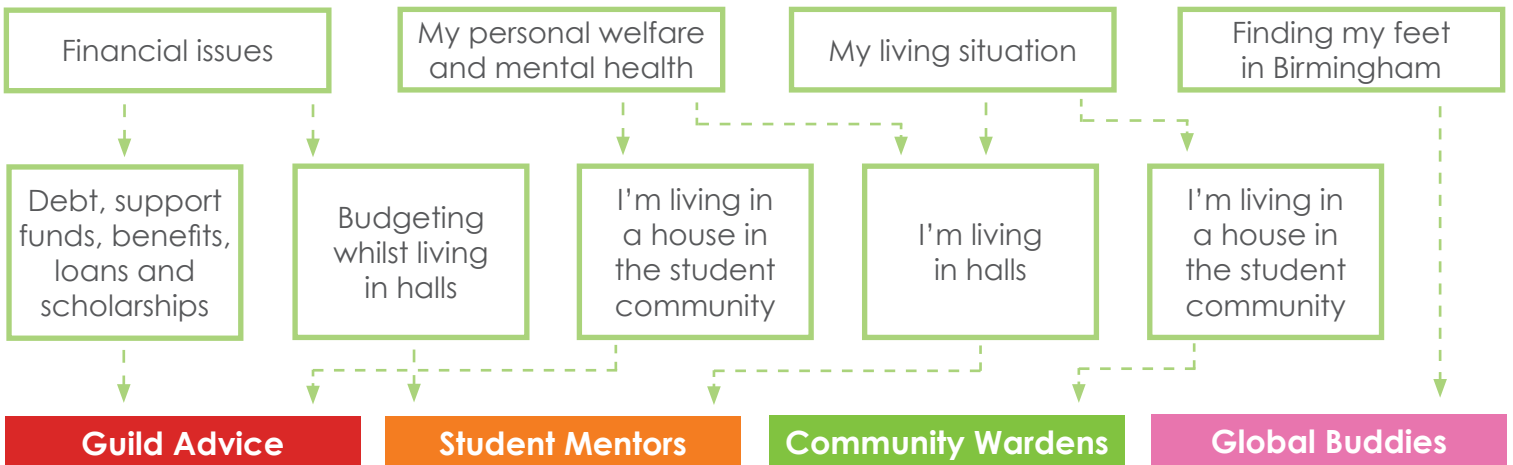 Financial issues
My personal welfare
and mental health
My living situation
Finding my feet
in Birmingham
Debt, support
funds, benefits,
loans and
scholarships
Budgeting
whilst living
in halls
I'm living in
a house in
the student
community
I'm living
in halls
I'm living in
a house in
the student
community
Guild Advice
Student Mentors
Community Wardens
Global Buddies